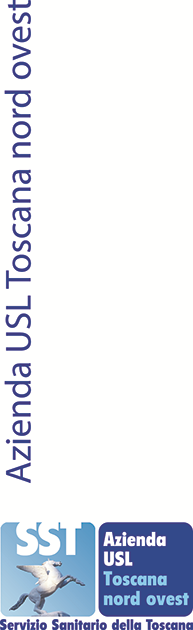 Azienda USL Toscana nord ovest
SST
Azienda
USL
Toscana
nord ovest
Servizio Sanitario della Toscana